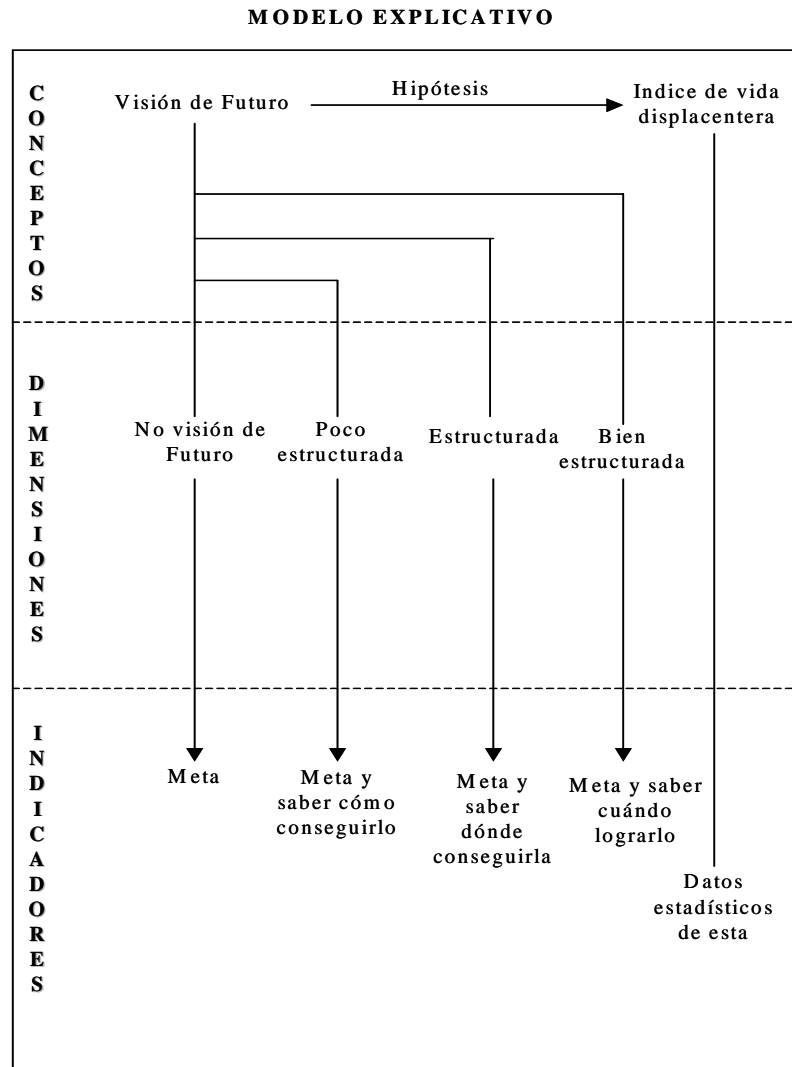 MODELO EXPLICATIVO
CONCEPTOS
Visión de Futuro
Hipótesis
Indice de vida
displacentera
DIMENSIONES
No visión de
Futuro
Poco
estructurada
Estructurada
Bien
estructurada
INDICADORES
Meta
Meta y
saber cómo
conseguirlo
Meta y
saber
dónde
conseguirla
Meta y saber
cuándo
lograrlo
Datos
estadísticos
de esta